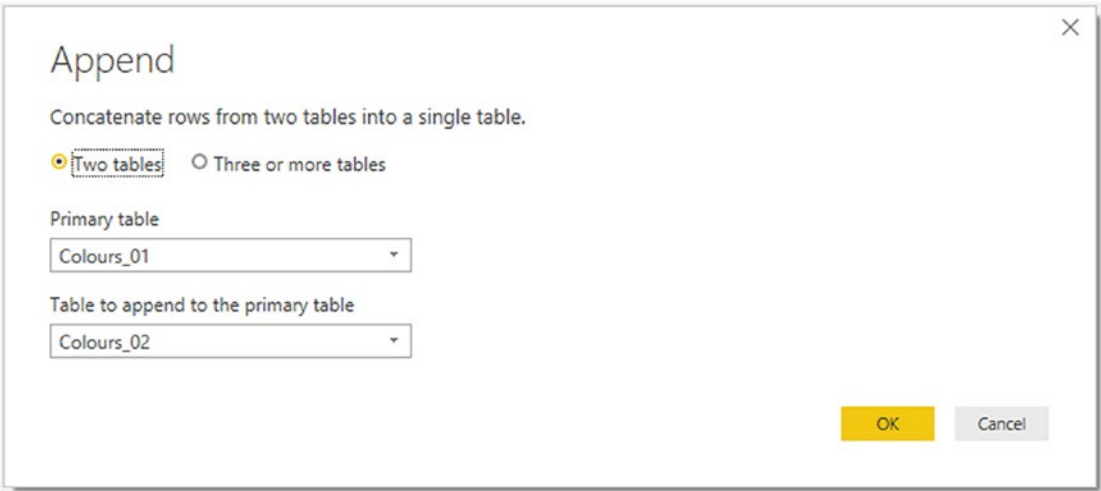 Append
Concatenate rows from two tables into a single table.
Two tables Three or more tables
Primary table
Colours_01
Table to append to the primary table
Colours_02
OK Cancel